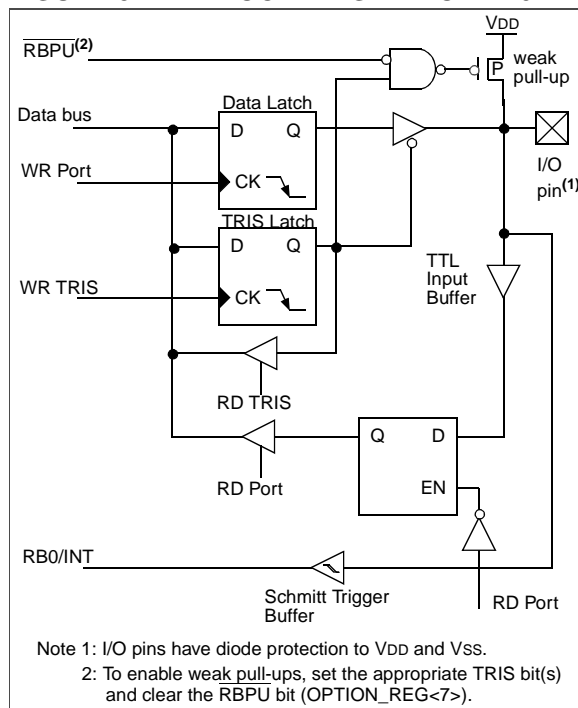 VDD
RBPU(2)
P
weak
pull-up
Data Latch
Data bus
D Q
I/O
pin(1)
WR Port
CK
TRIS Latch
D Q
TTL
Input
Buffer
WR TRIS
CK
RD TRIS
Q D
RD Port
EN
RB0/INT
Schmitt Trigger
Buffer
RD Port
Note 1: I/O pins have diode protection to VDD and VSS.
2: To enable weak pull-ups, set the appropriate TRIS bit(s)
and clear the RBPU bit (OPTION_REG<7>).